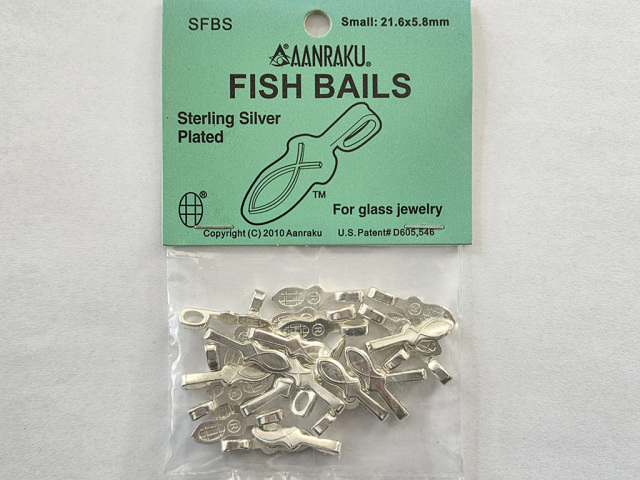 SFBS
Small: 21.6x5.8mm
AANRAKU®
FISH BAILS
Sterling Silver
Plated
TM
®
For glass jewelry
Copyright (C) 2010 Aanraku
U.S. Patent# D605,546